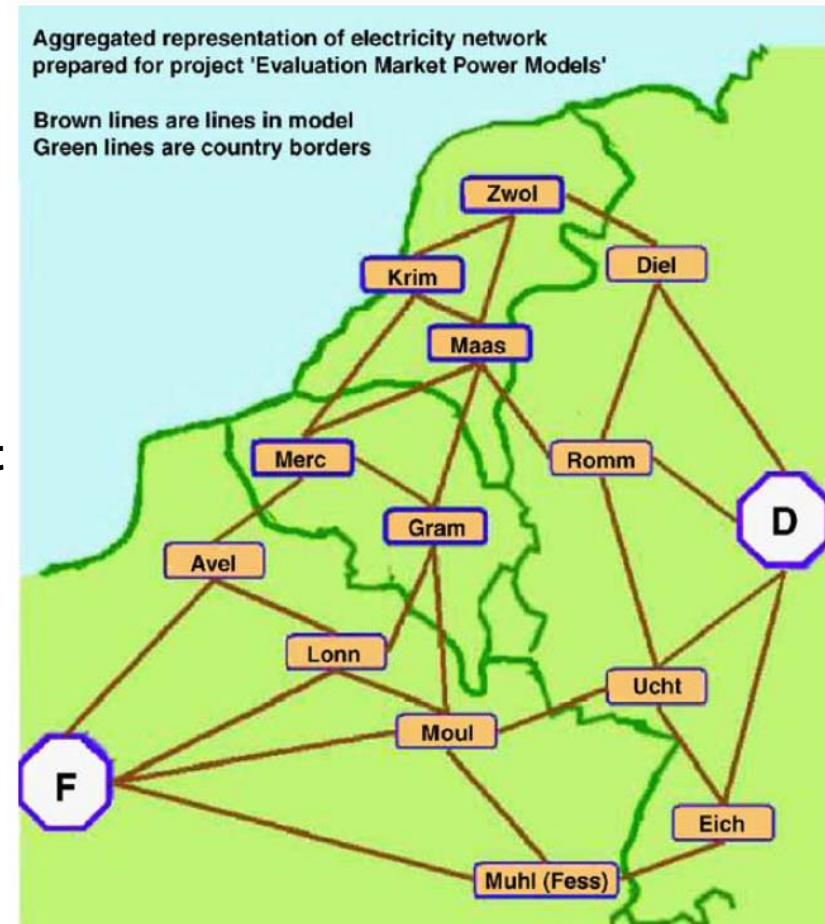 Aggregated representation of electricity network
prepared for project 'Evaluation Market Power Models'
Brown lines are lines in model
Green lines are country borders
Zwol
Diel
Krim
Maas
Merc
Romm
Gram
D
Avel
Lonn
Ucht
Moul
F
Eich
Muhl (Fess)